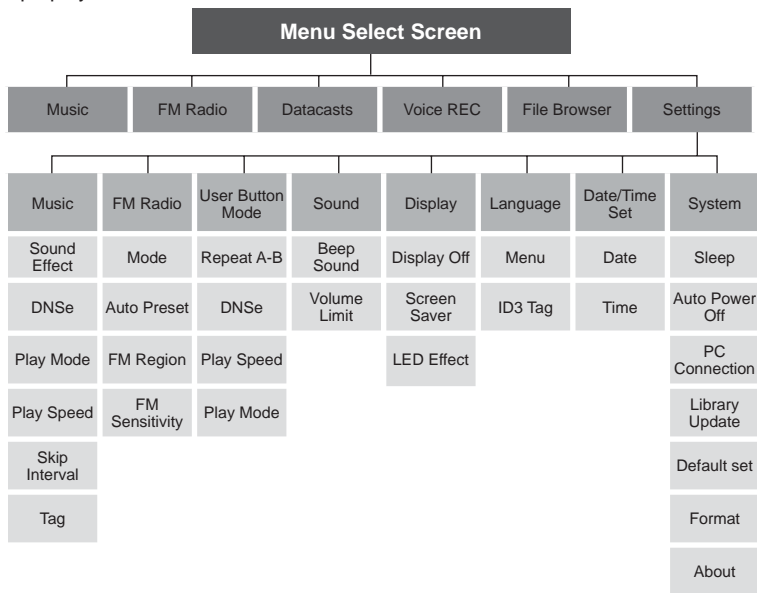 Menu Select Screen
Music
FM Radio
Datacasts
Voice REC
File Browser
Settings
Music
FM Radio
User Button
Mode
Sound
Display
Language
Date/Time
Set
System
Sound
Effect
Mode
Repeat A-B
Beep
Sound
Display Off
Menu
Date
Sleep
DNSe
Auto Preset
DNSe
Volume
Limit
Screen
Saver
ID3 Tag
Time
Auto Power
Off
Play Mode
FM Region
Play Speed
LED Effect
PC
Connection
Play Speed
FM
Sensitivity
Play Mode
Library
Update
Skip
Interval
Default set
Tag
Format
About